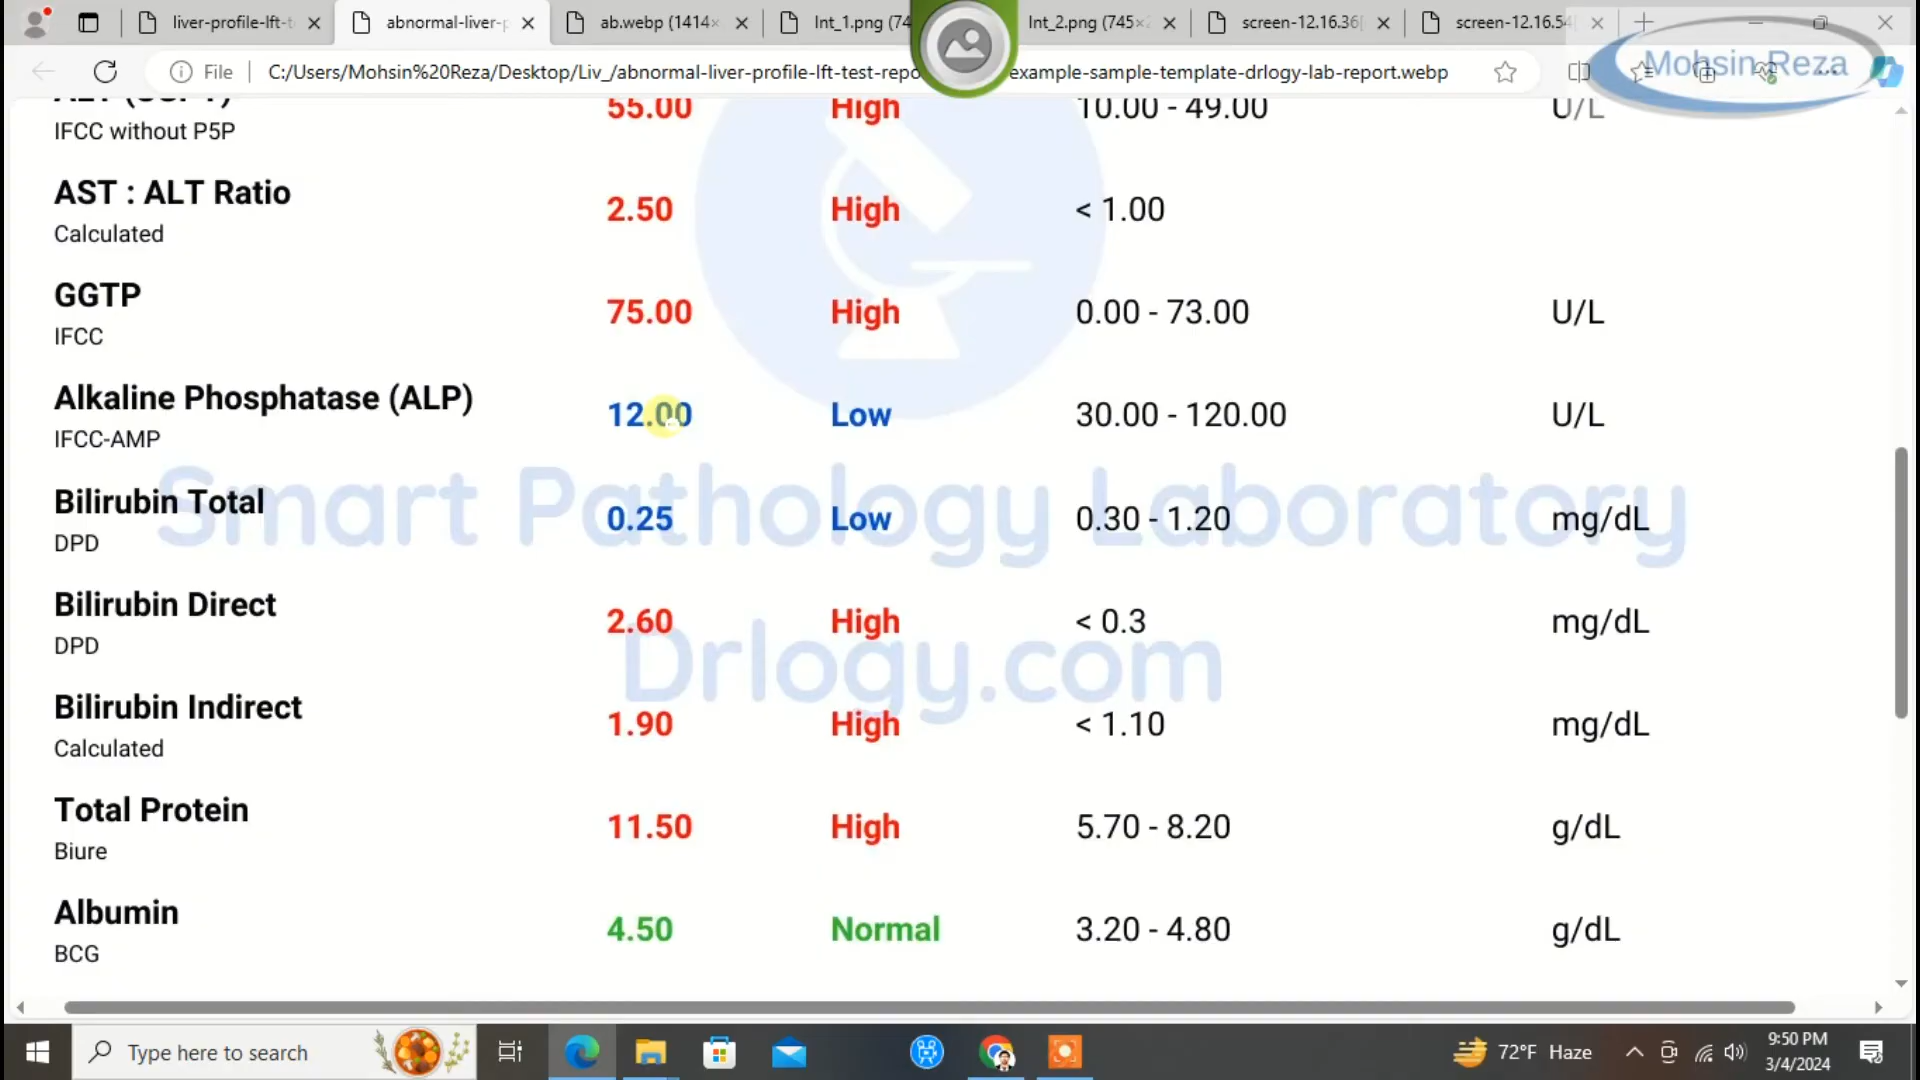 liver-profile-lft-t
abnormal-liver-p
ab.webp (1414×
Int_1.png (74
Int_2.png (745×
screen-12.16.36
screen-12.16.54
File
C:/Users/Mohsin%20Reza/Desktop/Liv_/abnormal-liver-profile-lft-test-repo
example-sample-template-drlogy-lab-report.webp
Mohsin Reza
55.00 High 10.00 - 49.00 U/L
IFCC without P5P
AST : ALT Ratio 2.50 High < 1.00
Calculated
GGTP 75.00 High 0.00 - 73.00 U/L
IFCC
Alkaline Phosphatase (ALP) 12.00 Low 30.00 - 120.00 U/L
IFCC-AMP
Smart Pathology Laboratory
Bilirubin Total 0.25 Low 0.30 - 1.20 mg/dL
DPD
Bilirubin Direct 2.60 High < 0.3 mg/dL
DPD
Drlogy.com
Bilirubin Indirect 1.90 High < 1.10 mg/dL
Calculated
Total Protein 11.50 High 5.70 - 8.20 g/dL
Biure
Albumin 4.50 Normal 3.20 - 4.80 g/dL
BCG
Type here to search
72°F Haze
9:50 PM
3/4/2024